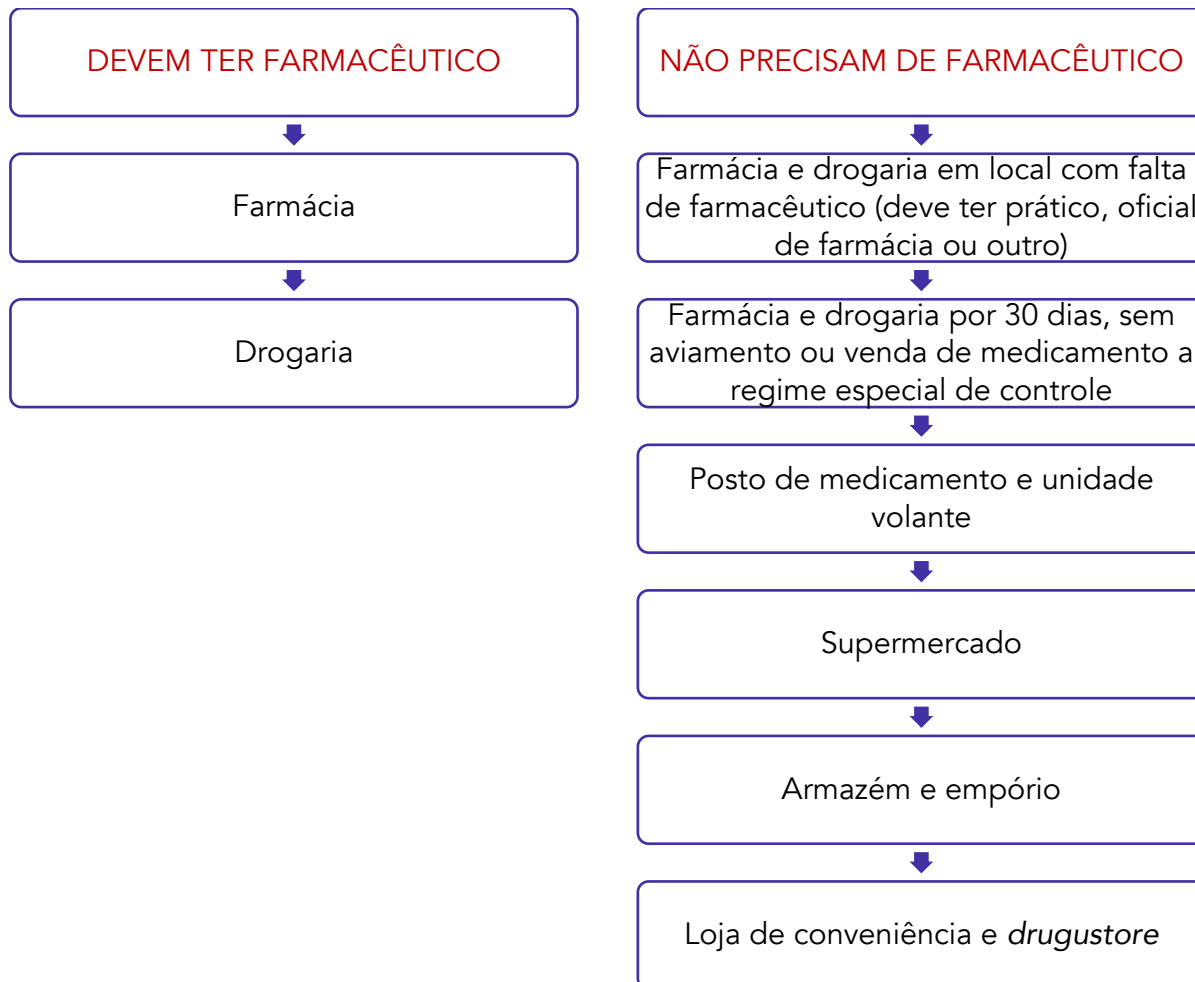 DEVEM TER FARMACÊUTICO
Farmácia
Drogaria
NÃO PRECISAM DE FARMACÊUTICO
Farmácia e drogaria em local com falta
de farmacêutico (deve ter prático, oficial
de farmácia ou outro)
Farmácia e drogaria por 30 dias, sem
aviamento ou venda de medicamento a
regime especial de controle
Posto de medicamento e unidade
volante
Supermercado
Armazém e empório
Loja de conveniência e drugustore